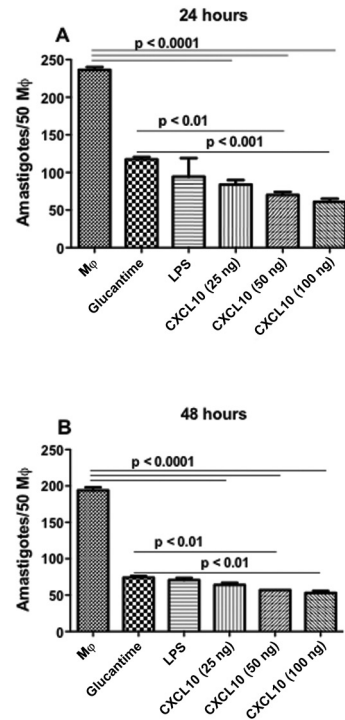 24 hours
A
p < 0.0001
p < 0.01
p < 0.001
Amastigotes/50 Mϕ
250
200
150
100
50
0
Mφ
Glucantime
LPS
CXCL10 (25 ng)
CXCL10 (50 ng)
CXCL10 (100 ng)
48 hours
B
p < 0.0001
p < 0.01
p < 0.01
Amastigotes/50 Mϕ
250
200
150
100
50
0
Mφ
Glucantime
LPS
CXCL10 (25 ng)
CXCL10 (50 ng)
CXCL10 (100 ng)